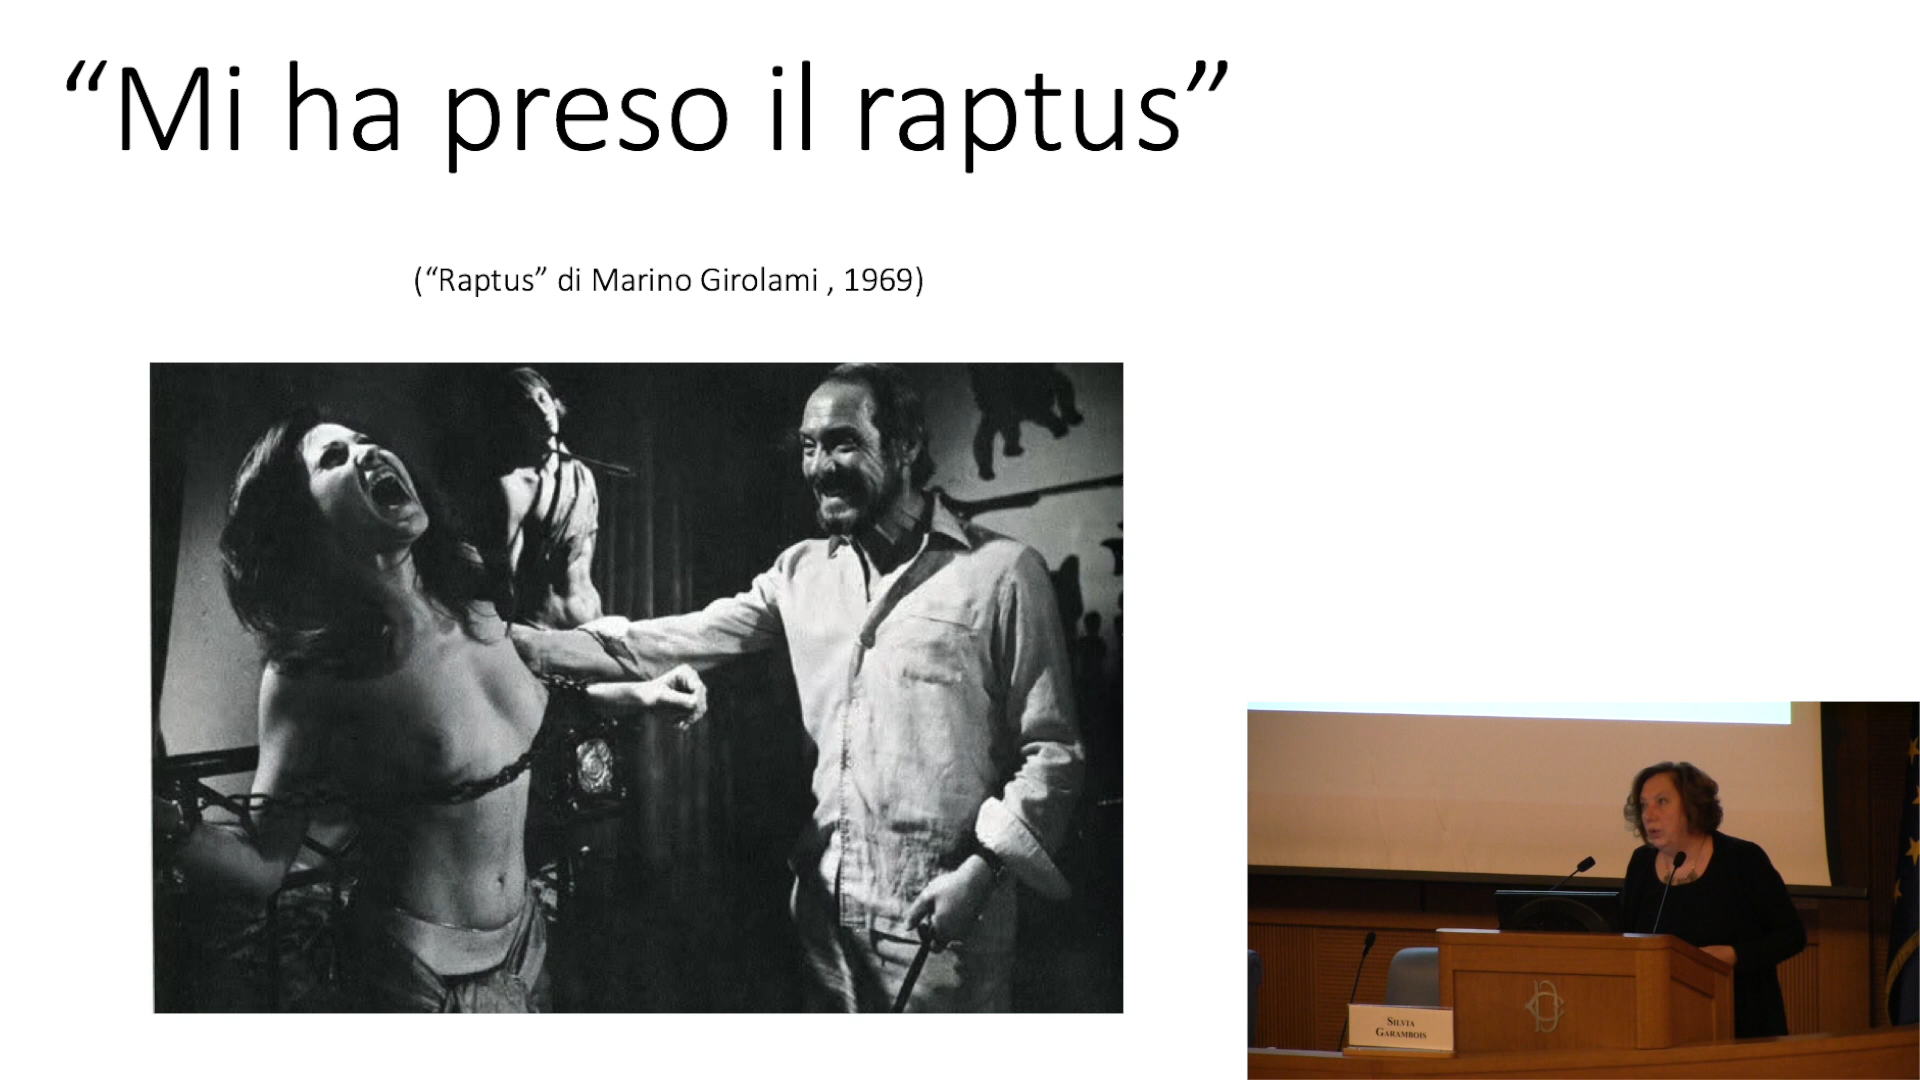 “Mi ha preso il raptus”
(“Raptus” di Marino Girolami , 1969)
SILVIA
GARAMBOIS